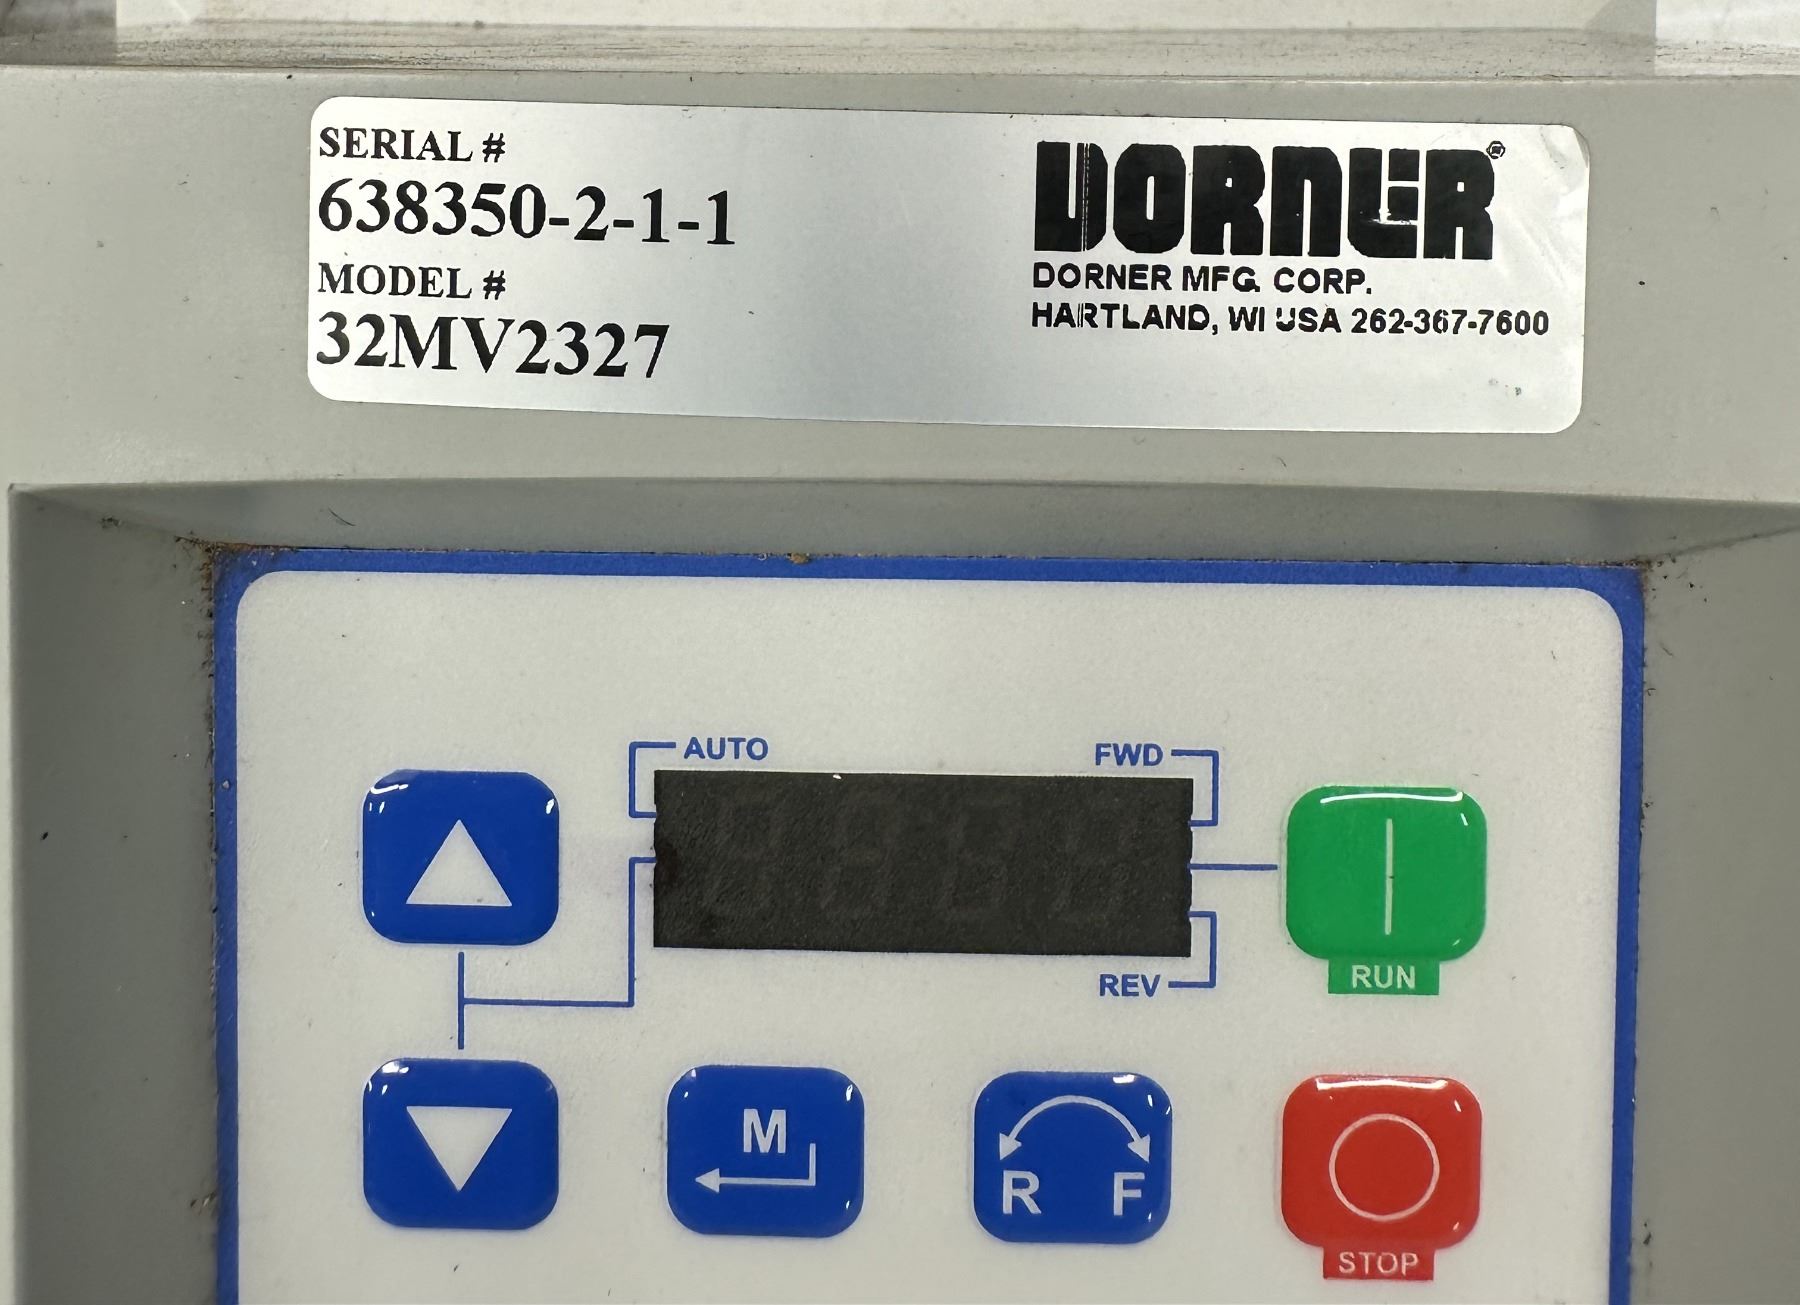 SERIAL #
638350-2-1-1
MODEL #
32MV2327
DORNER®
DORNER MFG. CORP.
HARTLAND, WI USA 262-367-7600
AUTO
FWD
REV
RUN
M
R F
STOP